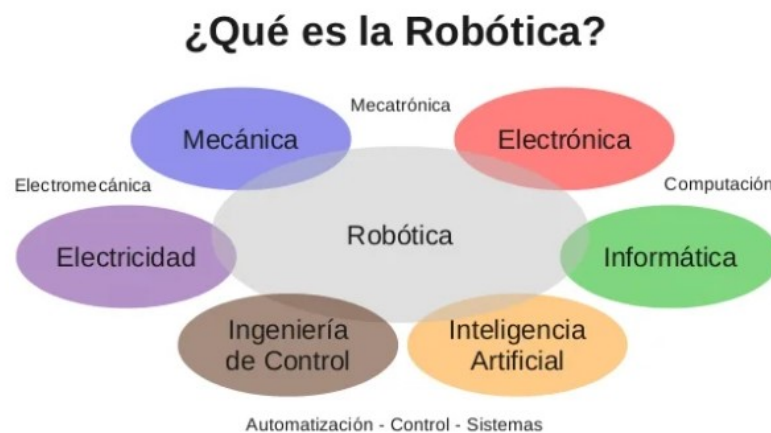 ¿Qué es la Robótica?
Mecatrónica
Mecánica
Electrónica
Electromecánica
Computación
Robótica
Electricidad
Informática
Ingeniería
de Control
Inteligencia
Artificial
Automatización - Control - Sistemas